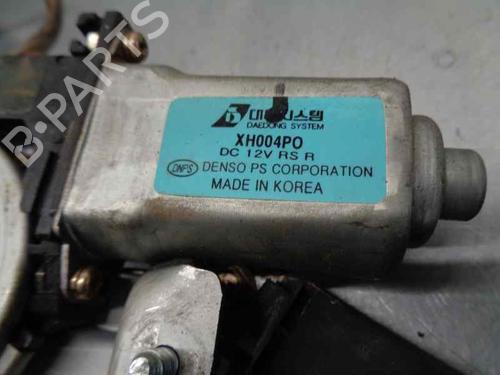 B-PARTS
대동시스템
DAEDONG SYSTEM
XH004PO
DC 12V RS R
DNPS DENSO PS CORPORATION
MADE IN KOREA